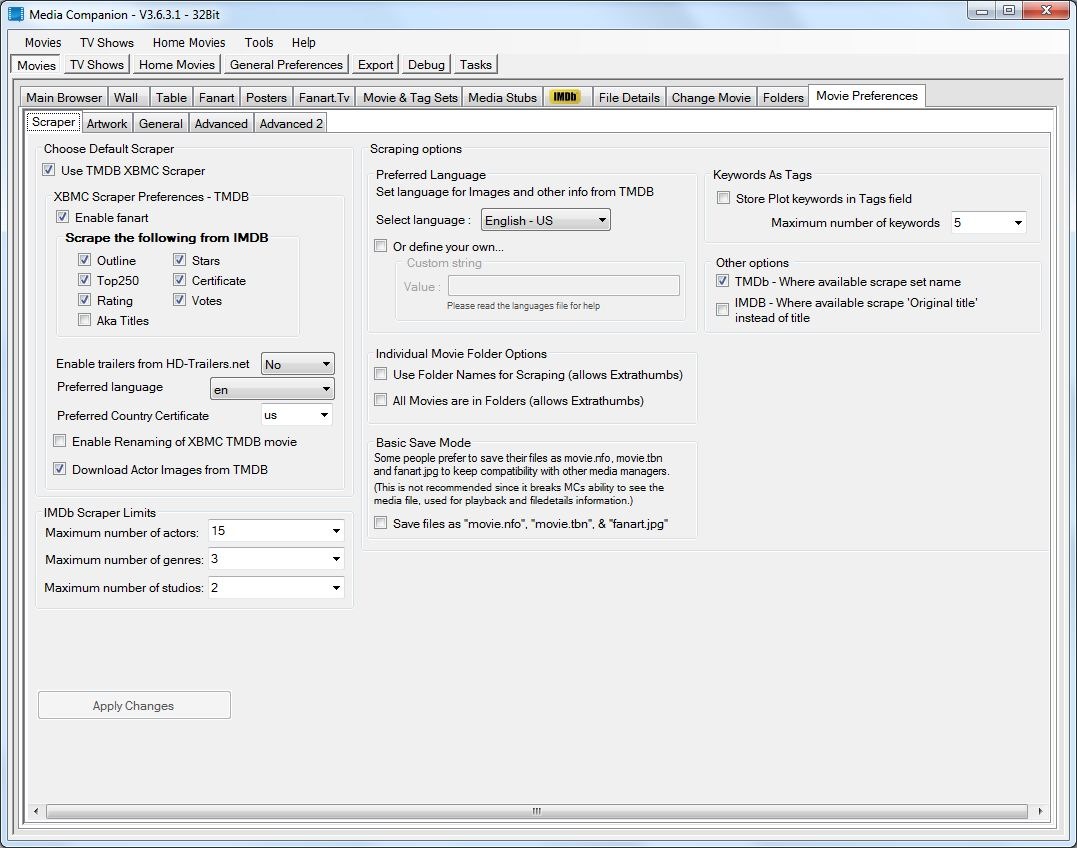 Media Companion - V3.6.3.1 - 32Bit
Movies TV Shows Home Movies Tools Help
Movies TV Shows Home Movies General Preferences Export Debug Tasks
Main Browser Wall Table Fanart Posters Fanart.Tv Movie & Tag Sets Media Stubs IMDb File Details Change Movie Folders Movie Preferences
Scraper Artwork General Advanced Advanced 2
Choose Default Scraper
Use TMDB XBMC Scraper
XBMC Scraper Preferences - TMDB
Enable fanart
Scrape the following from IMDB
Outline Stars
Top250 Certificate
Rating Votes
Aka Titles
Enable trailers from HD-Trailers.net No
Preferred language en
Preferred Country Certificate us
Enable Renaming of XBMC TMDB movie
Download Actor Images from TMDB
IMDb Scraper Limits
Maximum number of actors: 15
Maximum number of genres: 3
Maximum number of studios: 2
Apply Changes
Scraping options
Preferred Language
Set language for Images and other info from TMDB
Select language : English - US
Or define your own...
Custom string
Value :
Please read the languages file for help
Individual Movie Folder Options
Use Folder Names for Scraping (allows Extrathumbs)
All Movies are in Folders (allows Extrathumbs)
Basic Save Mode
Some people prefer to save their files as movie.nfo, movie.tbn
and fanart.jpg to keep compatibility with other media managers.
(This is not recommended since it breaks MCs ability to see the
media file, used for playback and filedetails information.)
Save files as "movie.nfo", "movie.tbn", & "fanart.jpg"
Keywords As Tags
Store Plot keywords in Tags field
Maximum number of keywords 5
Other options
TMDb - Where available scrape set name
IMDB - Where available scrape 'Original title'
instead of title